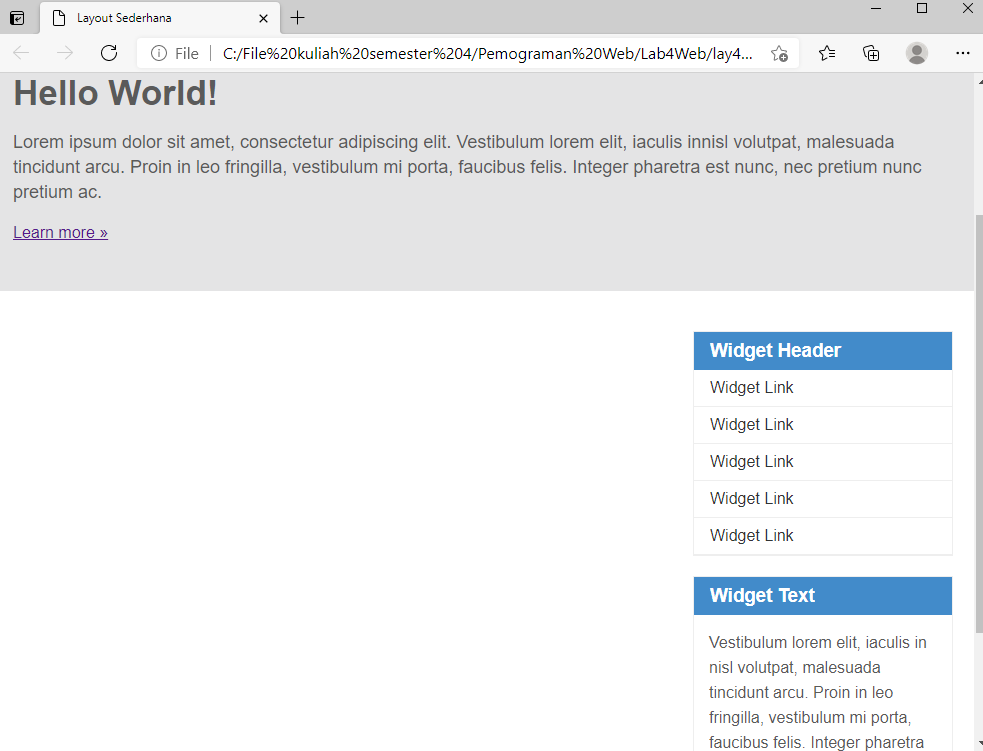 Layout Sederhana
File
C:/File%20kuliah%20semester%204/Pemograman%20Web/Lab4Web/lay4...
Hello World!
Lorem ipsum dolor sit amet, consectetur adipiscing elit. Vestibulum lorem elit, iaculis innisl volutpat, malesuada
tincidunt arcu. Proin in leo fringilla, vestibulum mi porta, faucibus felis. Integer pharetra est nunc, nec pretium nunc
pretium ac.
Learn more »
Widget Header
Widget Link
Widget Link
Widget Link
Widget Link
Widget Link
Widget Text
Vestibulum lorem elit, iaculis in
nisl volutpat, malesuada
tincidunt arcu. Proin in leo
fringilla, vestibulum mi porta,
faucibus felis. Integer pharetra